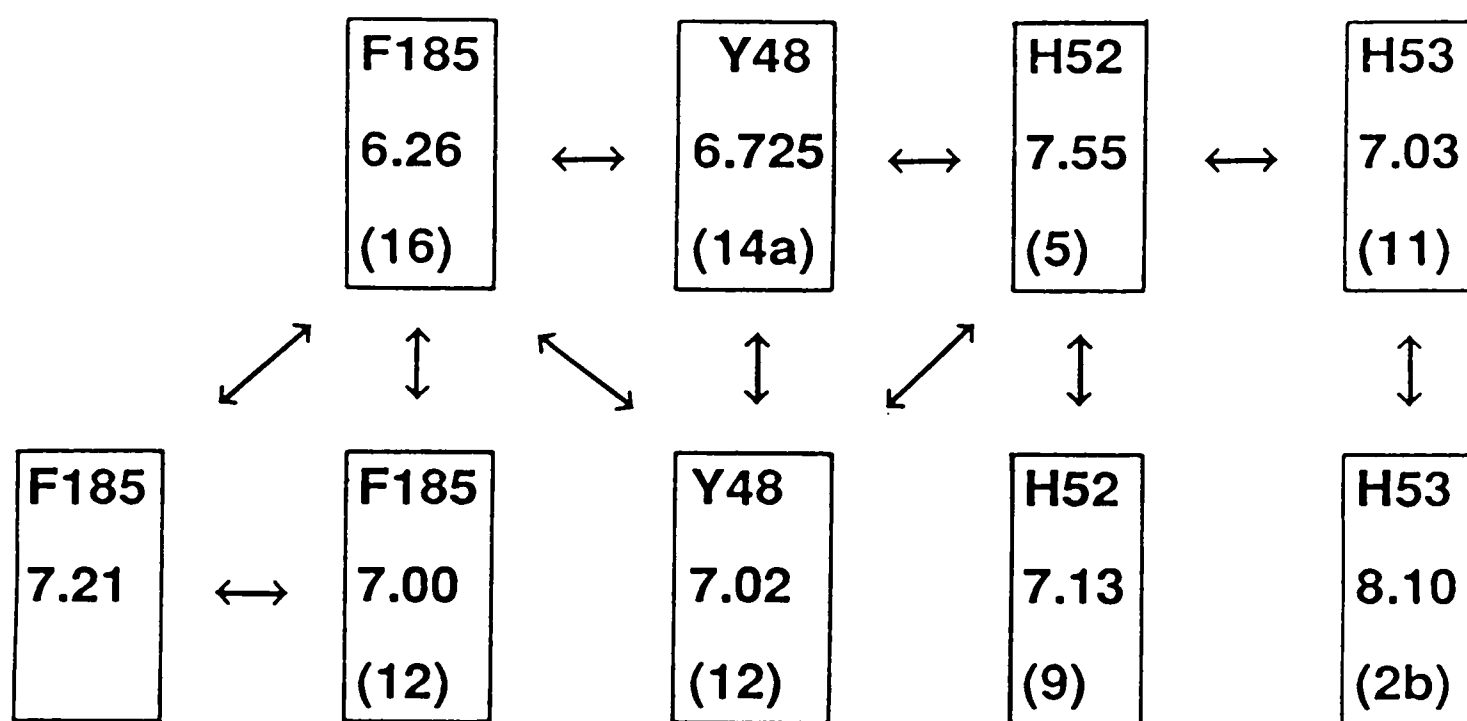 F185
6.26
(16)
Y48
6.725
(14a)
H52
7.55
(5)
H53
7.03
(11)
F185
7.21
F185
7.00
(12)
Y48
7.02
(12)
H52
7.13
(9)
H53
8.10
(2b)